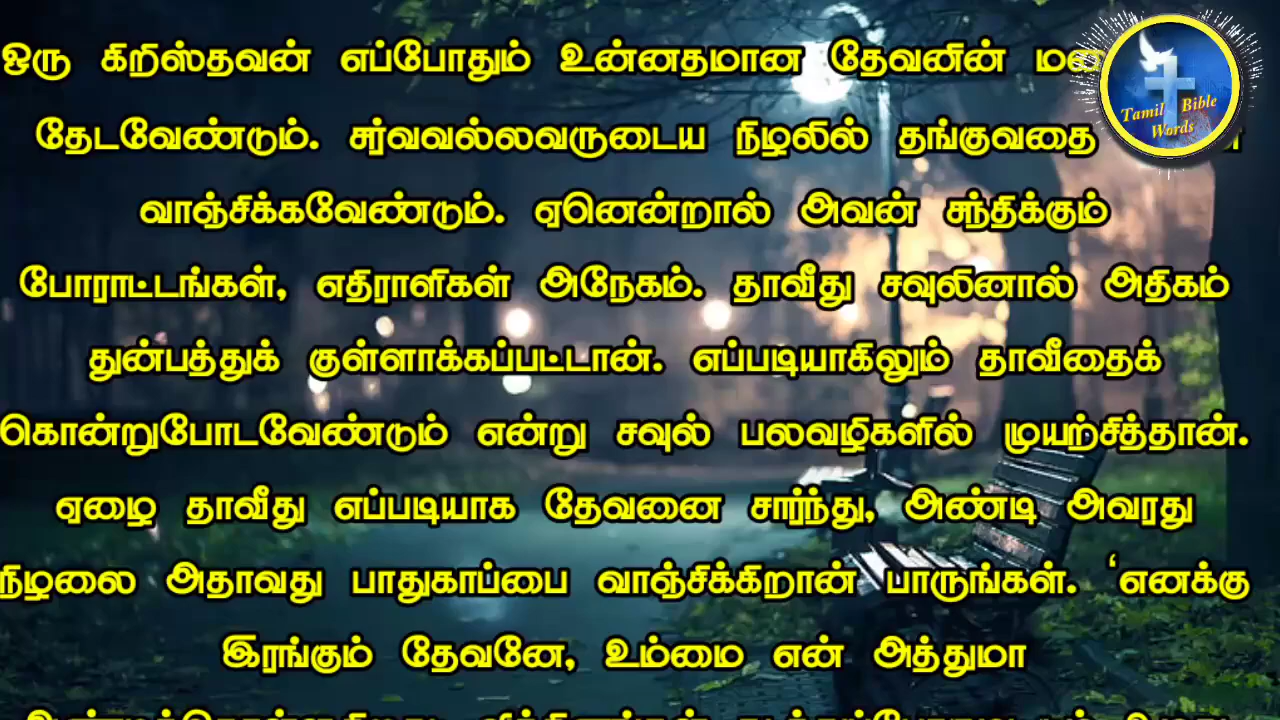 ஒரு கிறிஸ்தவன் எப்போதும் உன்னதமான தேவனின்
தேடவேண்டும். சர்வவல்லவருடைய நிழலில் தங்குவதை
வாஞ்சிக்கவேண்டும். ஏனென்றால் அவன் சந்திக்கும்
போராட்டங்கள், எதிராளிகள் அநேகம். தாவீது சவுலினால் அதிகம்
துன்பத்துக் குள்ளாக்கப்பட்டான். எப்படியாகிலும் தாவீதைக்
கொன்றுபோடவேண்டும் என்று சவுல் பலவழிகளில் முயற்சித்தான்.
ஏழை தாவீது எப்படியாக தேவனை சார்ந்து, அண்டி அவரது
நிழலை அதாவது பாதுகாப்பை வாஞ்சிக்கிறான் பாருங்கள். ‘எனக்கு
இரங்கும் தேவனே, உம்மை என் அத்துமா
Tamil Bible
Words